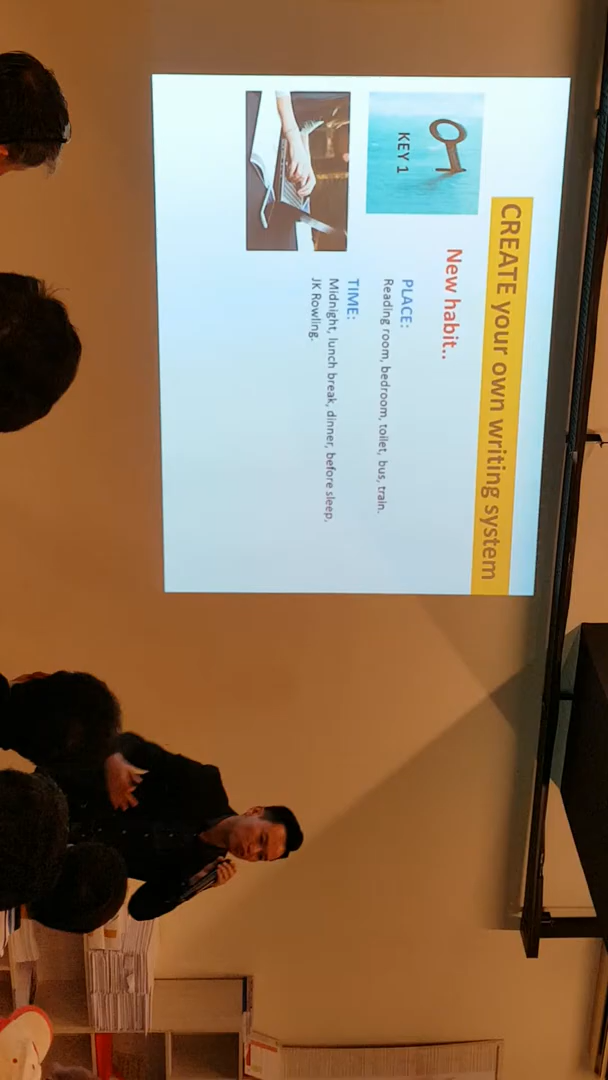 CREATE your own writing system
New habit..
KEY 1
PLACE:
Reading room, bedroom, toilet, bus, train.
TIME:
Midnight, lunch break, dinner, before sleep.
JK Rowling.